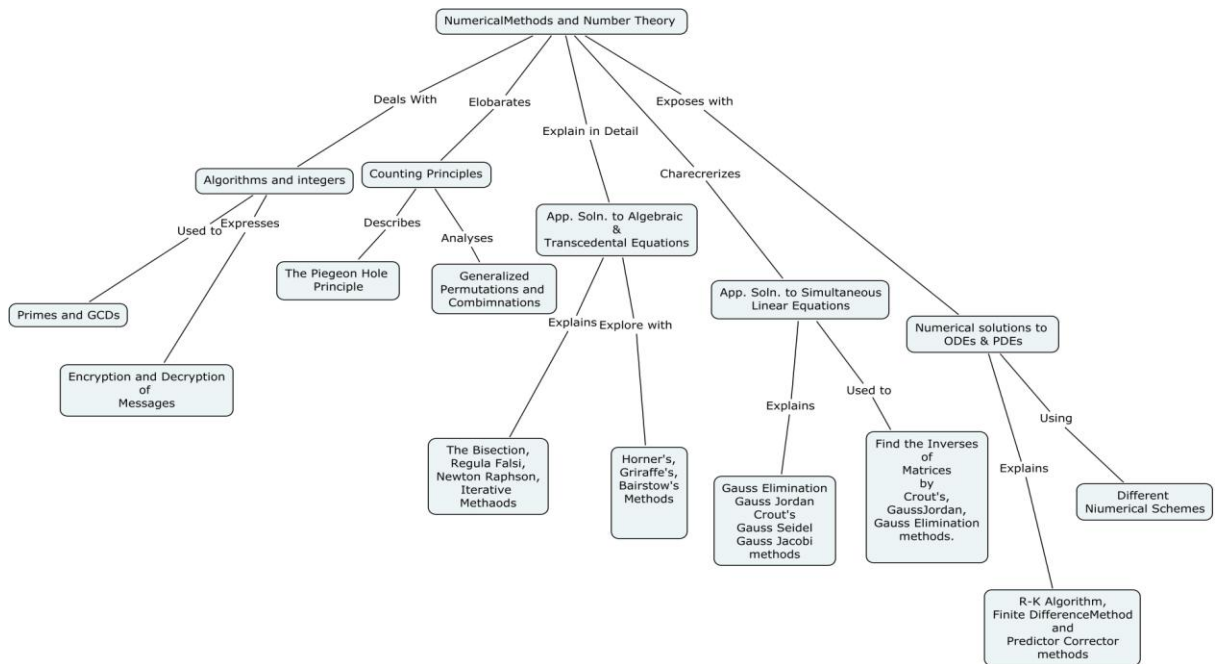 NumericalMethods and Number Theory
Deals With
Elobarates
Explain in Detail
Charecrerizes
Exposes with
Algorithms and integers
Used to
Expresses
Primes and GCDs
Encryption and Decryption
of
Messages
Counting Principles
Describes
Analyses
The Piegeon Hole
Principle
Generalized
Permutations and
Combimnations
App. Soln. to Algebraic
&
Transcedental Equations
Explains
Explore with
The Bisection,
Regula Falsi,
Newton Raphson,
Iterative
Methaods
Horner's,
Griraffe's,
Bairstow's
Methods
App. Soln. to Simultaneous
Linear Equations
Explains
Used to
Gauss Elimination
Gauss Jordan
Crout's
Gauss Seidel
Gauss Jacobi
methods
Find the Inverses
of
Matrices
by
Crout's,
GaussJordan,
Gauss Elimination
methods.
Numerical solutions to
ODEs & PDEs
Explains
Using
R-K Algorithm,
Finite DifferenceMethod
and
Predictor Corrector
methods
Different
Niumerical Schemes